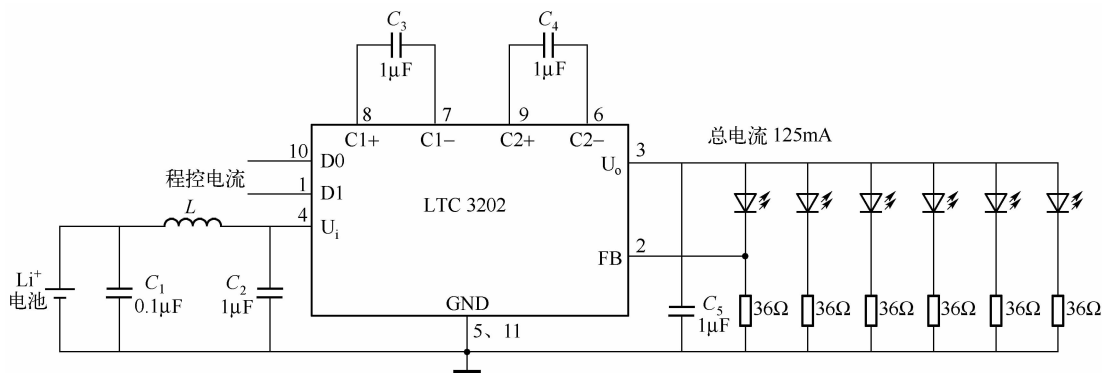 C₃
1μF
C₄
1μF
8
7
9
6
C1+
C1−
C2+
C2−
10
D0
程控电流
1
D1
L
4
Uᵢ
LTC 3202
Uₒ
3
总电流 125mA
FB
2
Li⁺
电池
C₁
0.1μF
C₂
1μF
GND
5、11
C₅
1μF
36Ω
36Ω
36Ω
36Ω
36Ω
36Ω